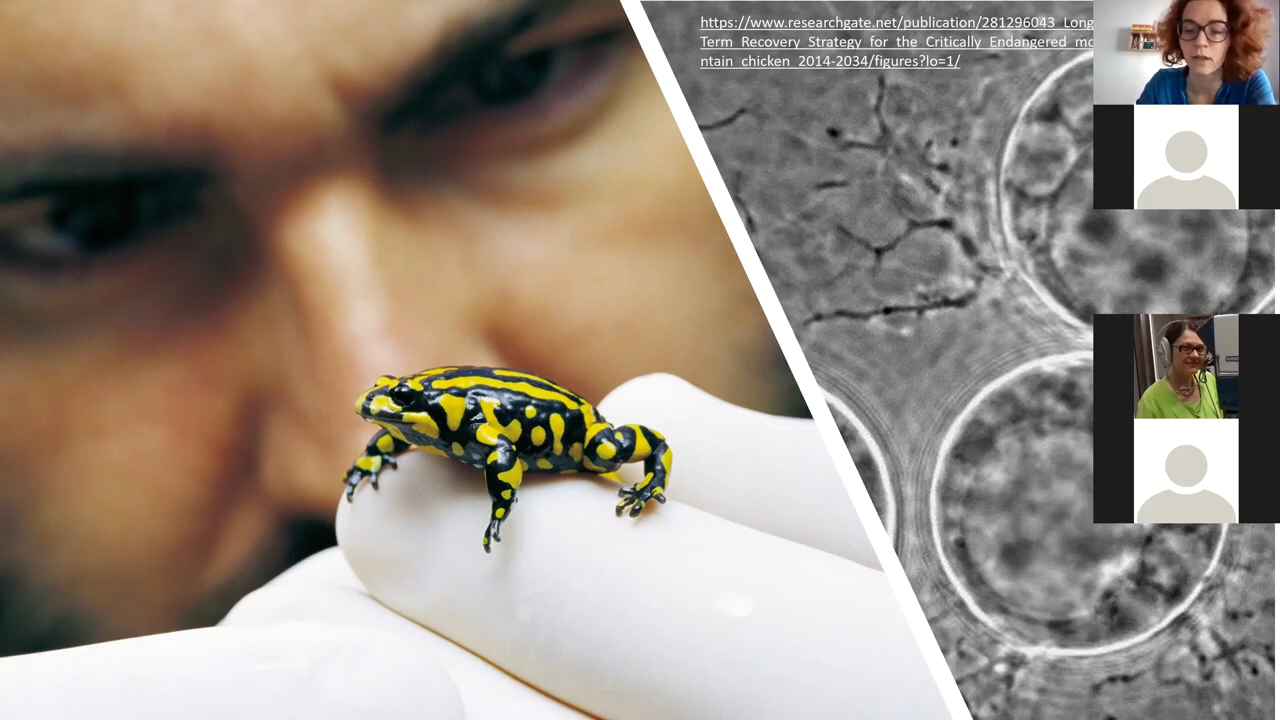 https://www.researchgate.net/publication/281296043_Long
Term_Recovery_Strategy_for_the_Critically_Endangered_mo
ntain_chicken_2014-2034/figures?lo=1/